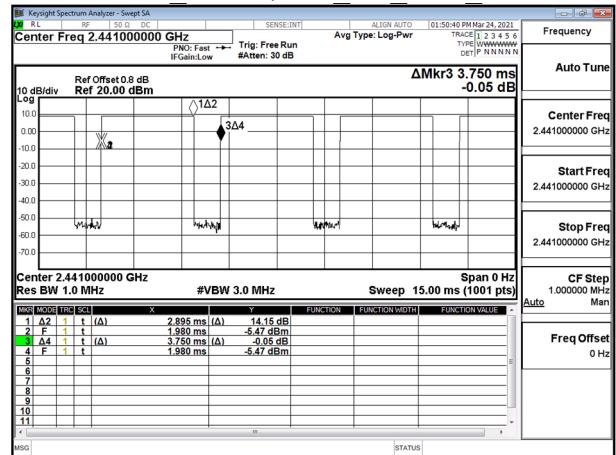 Keysight Spectrum Analyzer - Swept SA
RL RF 50 Ω DC SENSE:INT ALIGN AUTO 01:50:40 PM Mar 24, 2021
Center Freq 2.441000000 GHz
PNO: Fast
IFGain:Low
Trig: Free Run
#Atten: 30 dB
Avg Type: Log-Pwr
TRACE 1 2 3 4 5 6
TYPE WWWWWW
DET P NNNNN
Frequency
Auto Tune
Center Freq
2.441000000 GHz
Start Freq
2.441000000 GHz
Stop Freq
2.441000000 GHz
CF Step
1.000000 MHz
Auto Man
Freq Offset
0 Hz
Ref Offset 0.8 dB
10 dB/div Ref 20.00 dBm
ΔMkr3 3.750 ms
-0.05 dB
Log
10.0
0.00
-10.0
-20.0
-30.0
-40.0
-50.0
-60.0
-70.0
1Δ2
3Δ4
Center 2.441000000 GHz Span 0 Hz
Res BW 1.0 MHz #VBW 3.0 MHz Sweep 15.00 ms (1001 pts)
MKR MODE TRC SCL X Y FUNCTION FUNCTION WIDTH FUNCTION VALUE
1 Δ2 1 t (Δ) 2.895 ms (Δ) 14.15 dB
2 F 1 t 1.980 ms -5.47 dBm
3 Δ4 1 t (Δ) 3.750 ms (Δ) -0.05 dB
4 F 1 t 1.980 ms -5.47 dBm
5
6
7
8
9
10
11
MSG STATUS